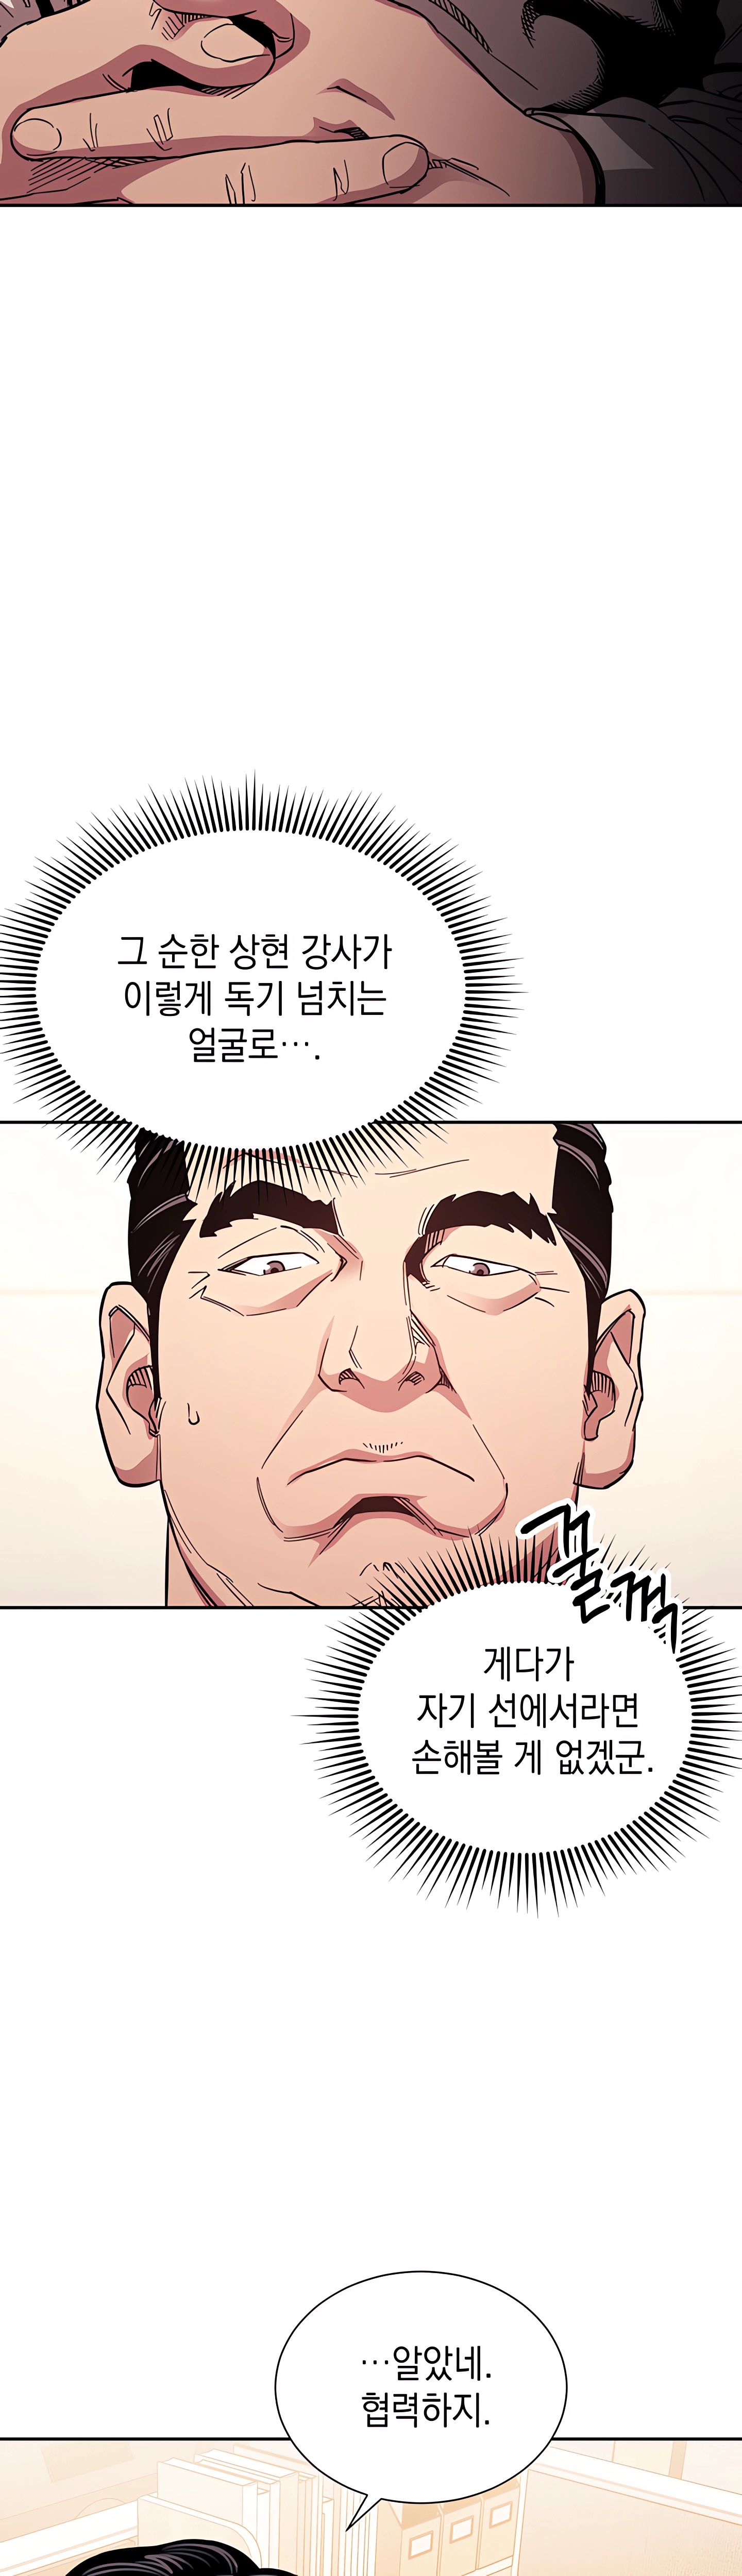 그 순한 상현 강사가
이렇게 독기 넘치는
얼굴로….
꿀꺽
게다가
자기 선에서라면
손해볼 게 없겠군.
…알았네.
협력하지.